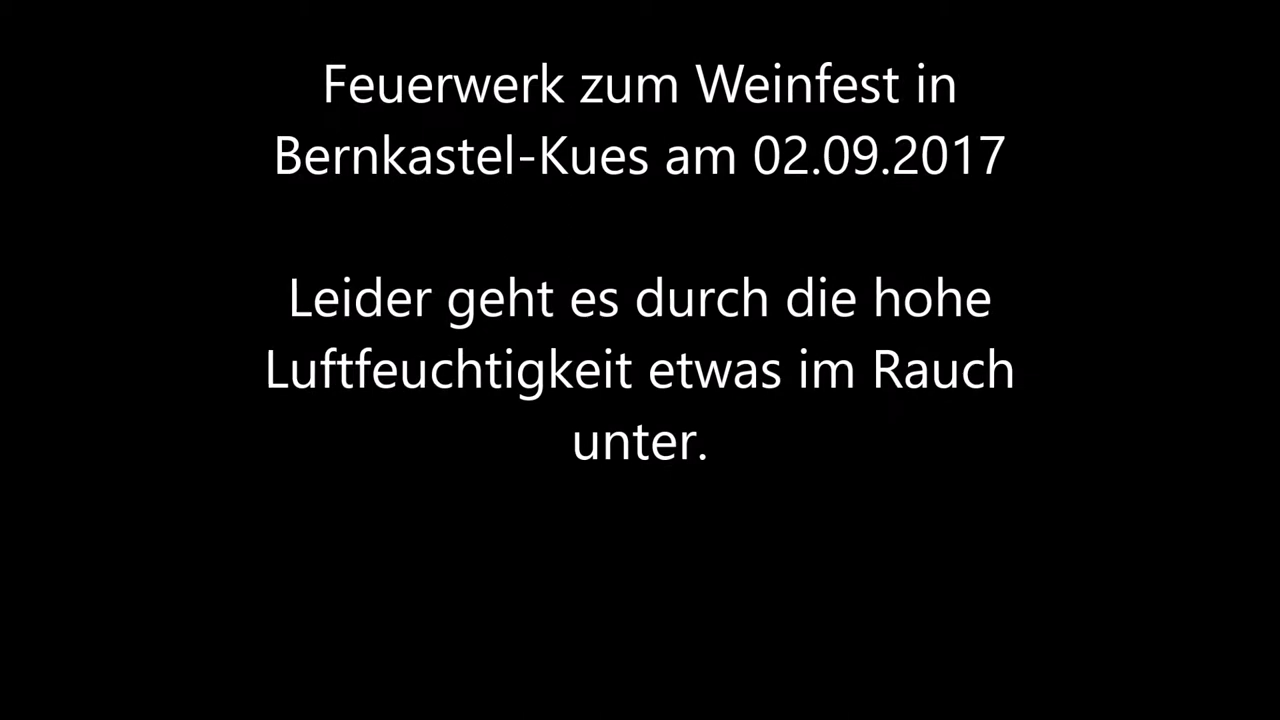 Feuerwerk zum Weinfest in
Bernkastel-Kues am 02.09.2017
Leider geht es durch die hohe
Luftfeuchtigkeit etwas im Rauch
unter.